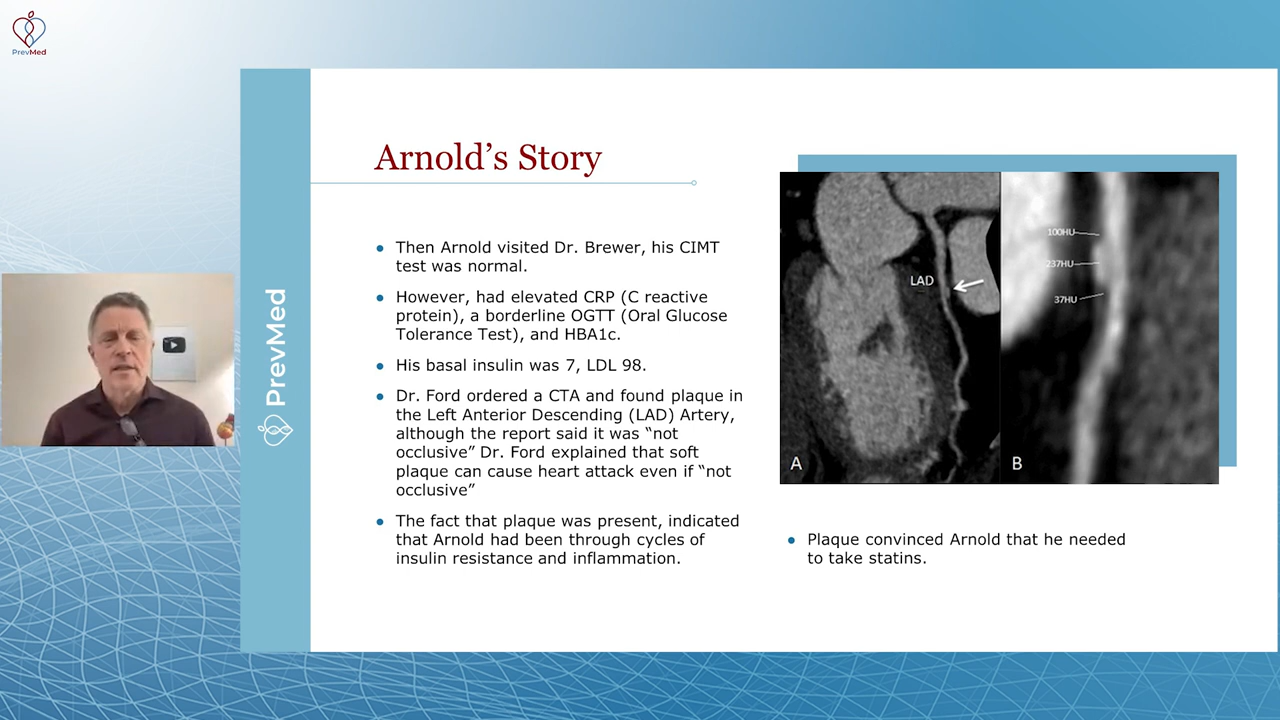 PrevMed
PrevMed
Arnold's Story
Then Arnold visited Dr. Brewer, his CIMT
test was normal.
However, had elevated CRP (C reactive
protein), a borderline OGTT (Oral Glucose
Tolerance Test), and HBA1c.
His basal insulin was 7, LDL 98.
Dr. Ford ordered a CTA and found plaque in
the Left Anterior Descending (LAD) Artery,
although the report said it was “not
occlusive” Dr. Ford explained that soft
plaque can cause heart attack even if “not
occlusive”
The fact that plaque was present, indicated
that Arnold had been through cycles of
insulin resistance and inflammation.
LAD
A
100HU
237HU
37HU
B
Plaque convinced Arnold that he needed
to take statins.